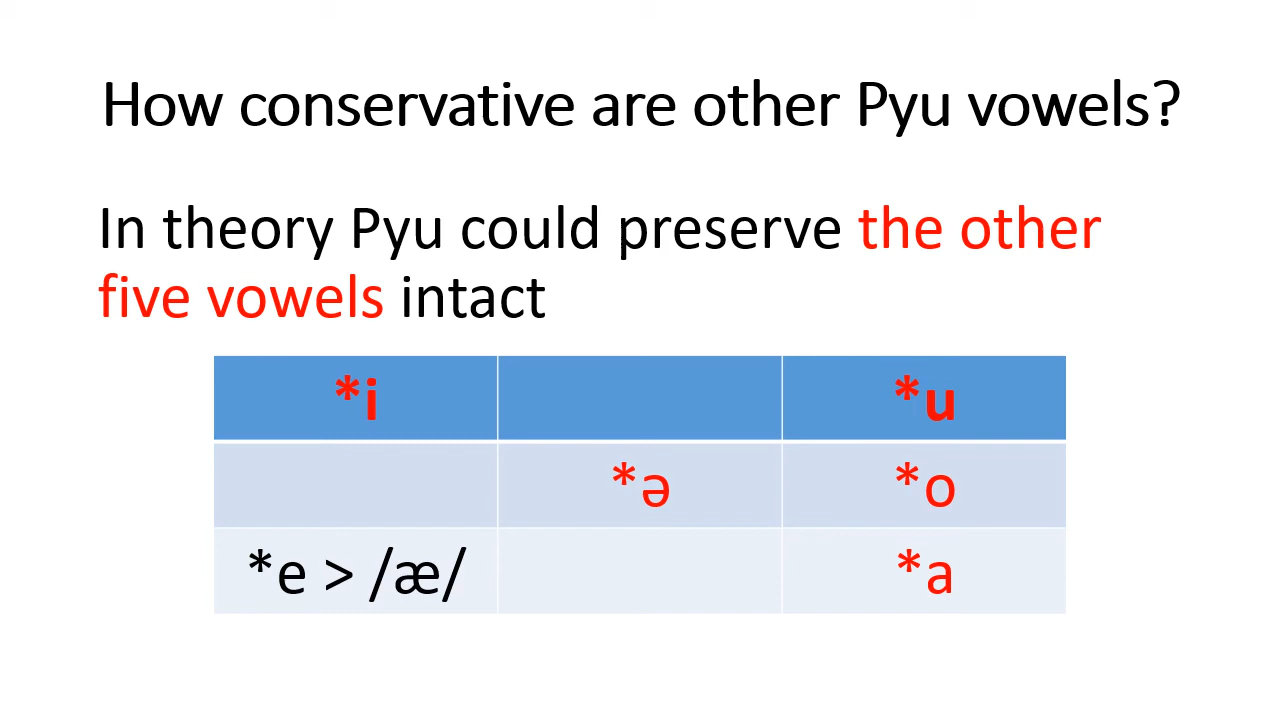 How conservative are other Pyu vowels?
In theory Pyu could preserve the other
five vowels intact
*i *u
*ə *o
*e > /æ/ *a